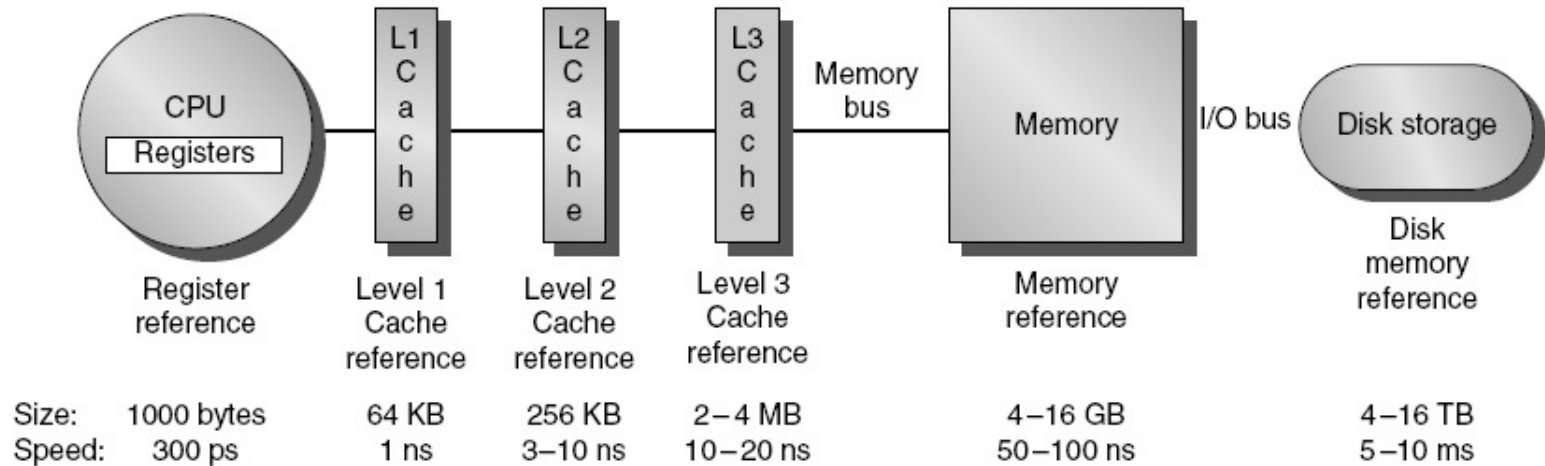 L1
C
a
c
h
e
L2
C
a
c
h
e
L3
C
a
c
h
e
CPU
Registers
Memory
bus
Memory
I/O bus
Disk storage
Register
reference
Level 1
Cache
reference
Level 2
Cache
reference
Level 3
Cache
reference
Memory
reference
Disk
memory
reference
Size: 1000 bytes 64 KB 256 KB 2–4 MB 4–16 GB 4–16 TB
Speed: 300 ps 1 ns 3–10 ns 10–20 ns 50–100 ns 5–10 ms